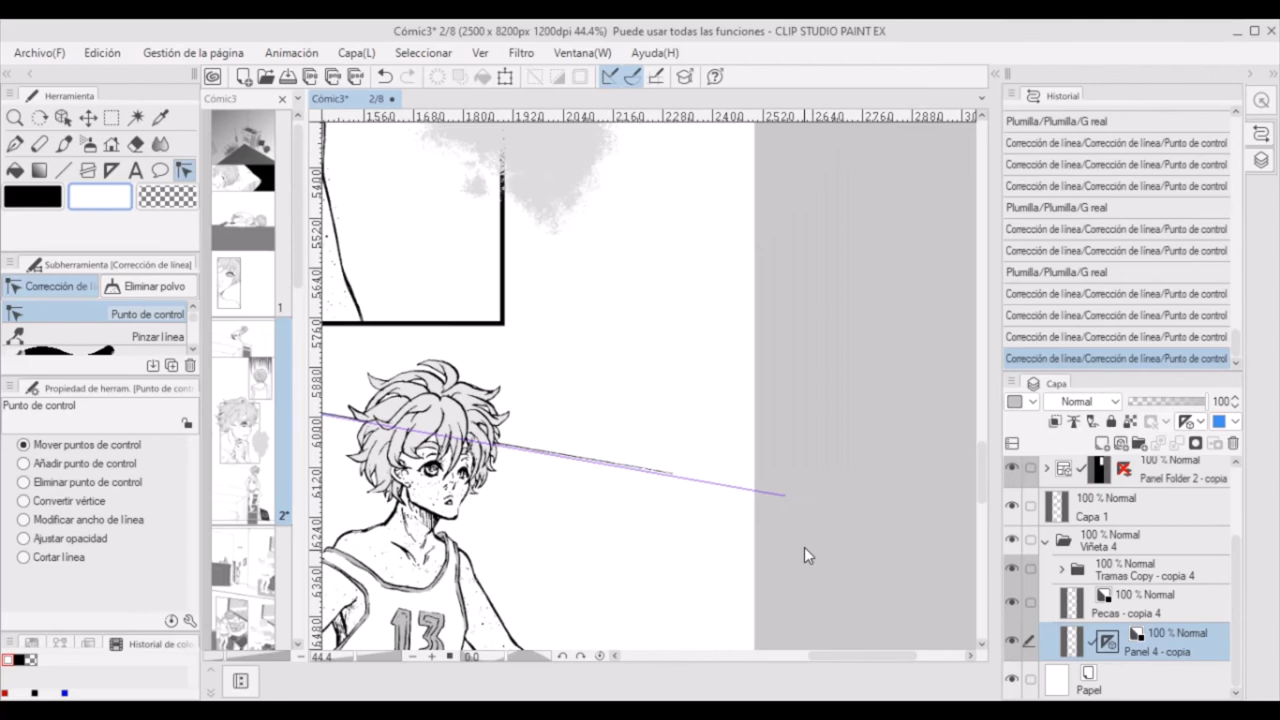 Cómic3* 2/8 (2500 x 8200px 1200dpi 44.4%) Puede usar todas las funciones - CLIP STUDIO PAINT EX
Archivo(F) Edición Gestión de la página Animación Capa(L) Seleccionar Ver Filtro Ventana(W) Ayuda(H)
Herramienta
Cómic3
Cómic3* 2/8
Historial
1560 1680 1800 1920 2040 2160 2280 2400 2520 2640 2760 2880
5400
5520
5640
5760
5880
6000
6120
6240
6360
6480
Subherramienta [Corrección de línea]
Corrección de lí
Eliminar polvo
Punto de control
Pinzar línea
Propiedad de herram. [Punto de cont
Punto de control
Mover puntos de control
Añadir punto de control
Eliminar punto de control
Convertir vértice
Modificar ancho de línea
Ajustar opacidad
Cortar línea
Historial de colo
1
2*
13
44.4
0.0
Plumilla/Plumilla/G real
Corrección de línea/Corrección de línea/Punto de control
Corrección de línea/Corrección de línea/Punto de control
Corrección de línea/Corrección de línea/Punto de control
Plumilla/Plumilla/G real
Corrección de línea/Corrección de línea/Punto de control
Corrección de línea/Corrección de línea/Punto de control
Plumilla/Plumilla/G real
Corrección de línea/Corrección de línea/Punto de control
Corrección de línea/Corrección de línea/Punto de control
Corrección de línea/Corrección de línea/Punto de control
Corrección de línea/Corrección de línea/Punto de control
Capa
Normal
100
100 % Normal
Panel Folder 2 - copia
100 % Normal
Capa 1
100 % Normal
Viñeta 4
100 % Normal
Tramas Copy - copia 4
100 % Normal
Pecas - copia 4
100 % Normal
Panel 4 - copia
Papel